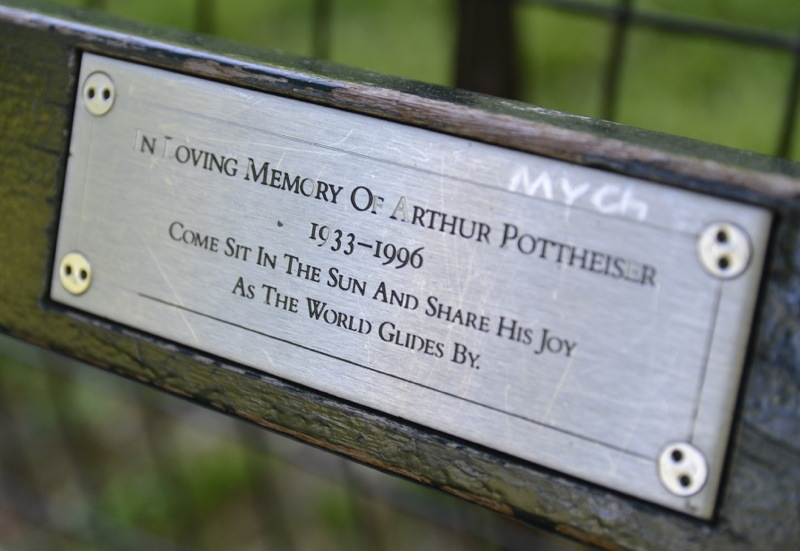 MYCh
In Loving Memory Of Arthur Pottheiser
1933–1996
Come Sit In The Sun And Share His Joy
As The World Glides By.